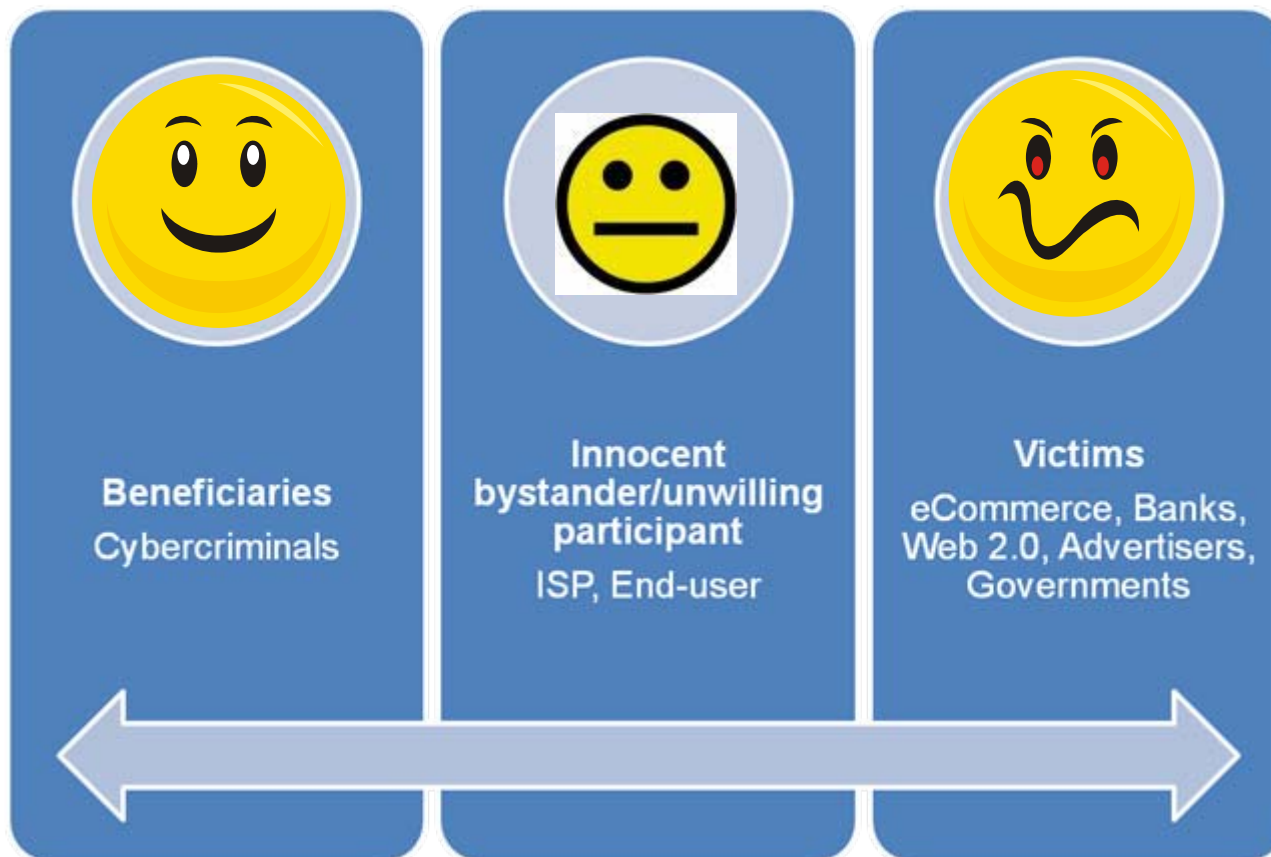 Beneficiaries
Cybercriminals
Innocent
bystander/unwilling
participant
ISP, End-user
Victims
eCommerce, Banks,
Web 2.0, Advertisers,
Governments